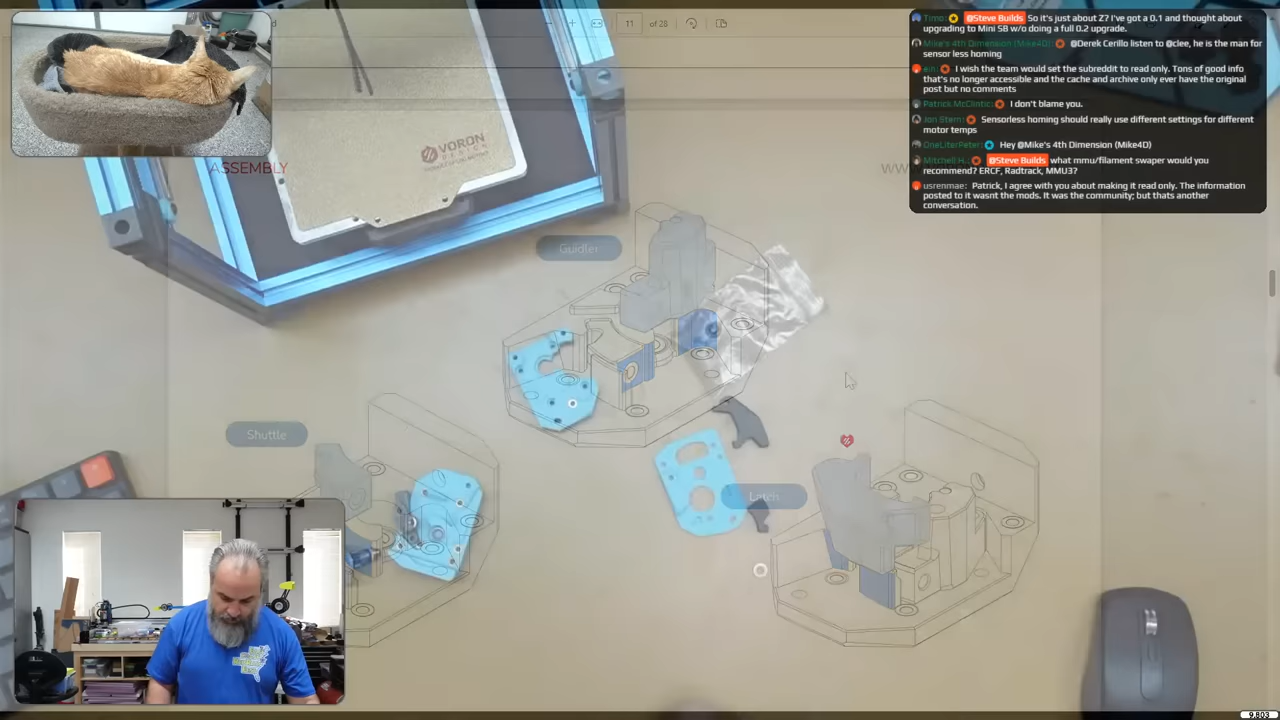 11 of 28
Timo: @Steve Builds So it's just about Z? I've got a 0.1 and thought about
upgrading to Mini SB w/o doing a full 0.2 upgrade.
Mike's 4th Dimension (Mike4D): @Derek Cerillo listen to @clee, he is the man for
sensor less homing
I wish the team would set the subreddit to read only. Tons of good info
that's no longer accessible and the cache and archive only ever have the original
post but no comments
Patrick McClintic: I don't blame you.
Jon Stern: Sensorless homing should really use different settings for different
motor temps
OneLiterPeter: Hey @Mike's 4th Dimension (Mike4D)
Mitchell H.: @Steve Builds what mmu/filament swaper would you
recommend? ERCF, Radtrack, MMU3?
usrenmae: Patrick, I agree with you about making it read only. The information
posted to it wasnt the mods. It was the community; but thats another
conversation.
VORON
DESIGN
ASSEMBLY
Guidler
Shuttle
Latch
9,803